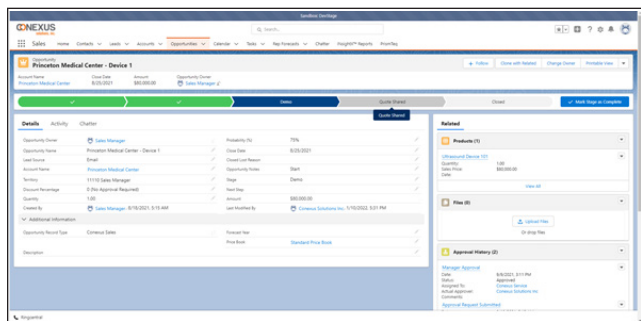 Sandbox: DevStage
CONEXUS
Search...
Sales
Home
Contacts
Leads
Accounts
Opportunities
Calendar
Tasks
Rep Forecasts
Chatter
Insight™ Reports
PromTeq
Opportunity
Princeton Medical Center - Device 1
+ Follow
Clone with Related
Change Owner
Printable View
Account Name
Close Date
Amount
Opportunity Owner
Princeton Medical Center
8/25/2021
$80,000.00
Sales Manager
Demo
Quote Shared
Closed
Mark Stage as Complete
Quote Shared
Details
Activity
Chatter
Opportunity Owner
Sales Manager
Probability (%)
75%
Opportunity Name
Princeton Medical Center - Device 1
Close Date
8/25/2021
Lead Source
Email
Closed Lost Reason
Account Name
Princeton Medical Center
Opportunity Notes
Start
Territory
11110 Sales Manager
Stage
Demo
Discount Percentage
0 (No Approval Required)
Next Step
Quantity
1.00
Amount
$80,000.00
Created By
Sales Manager, 8/18/2021, 5:15 AM
Last Modified By
Conexus Solutions Inc., 1/10/2022, 9:31 PM
Additional Information
Opportunity Record Type
Conexus Sales
Forecast Year
Price Book
Standard Price Book
Description
Related
Products (1)
Ultrasound Device 101
Quantity:
1.00
Sales Price:
$80,000.00
Date:
View All
Files (0)
Upload Files
Or drop files
Approval History (2)
Manager Approval
Date:
Status:
Approved
Assigned To:
Conexus Service
Actual Approver:
Conexus Solutions Inc.
Comments:
Approval Request Submitted
RingCentral